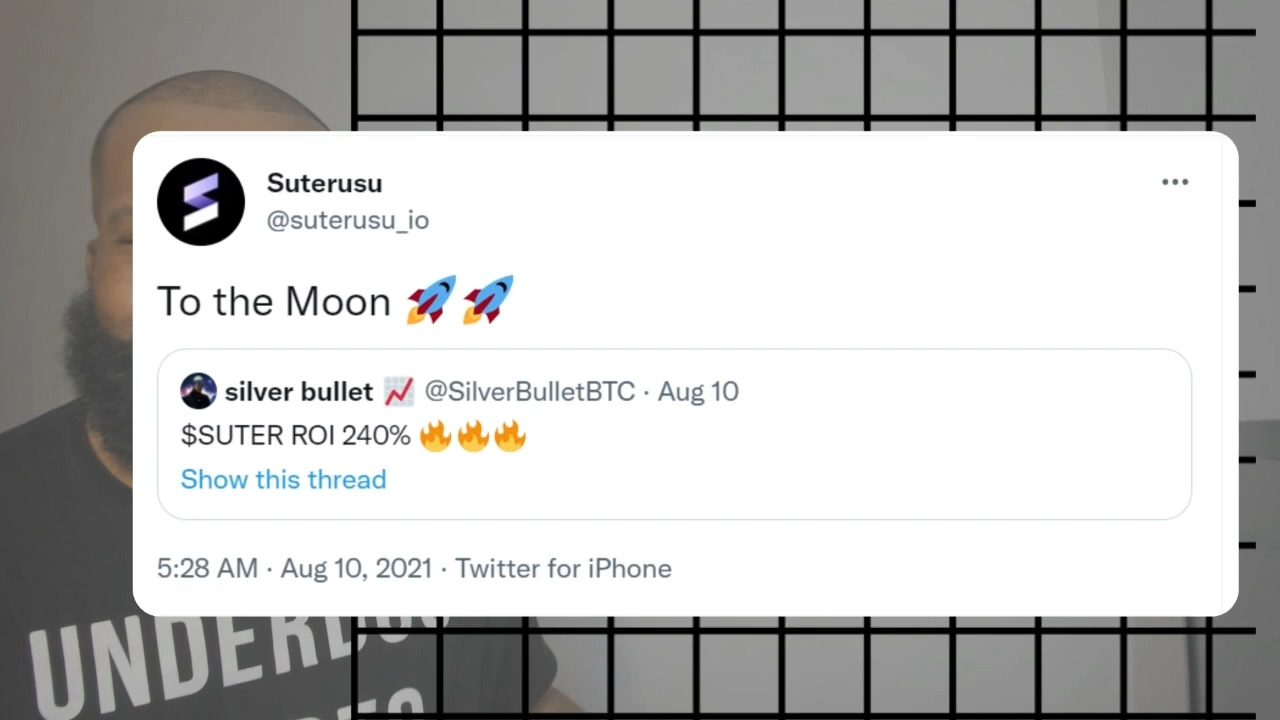 Suterusu
@suterusu_io
To the Moon 🚀🚀
silver bullet 📈 @SilverBulletBTC · Aug 10
$SUTER ROI 240% 🔥🔥🔥
Show this thread
5:28 AM · Aug 10, 2021 · Twitter for iPhone